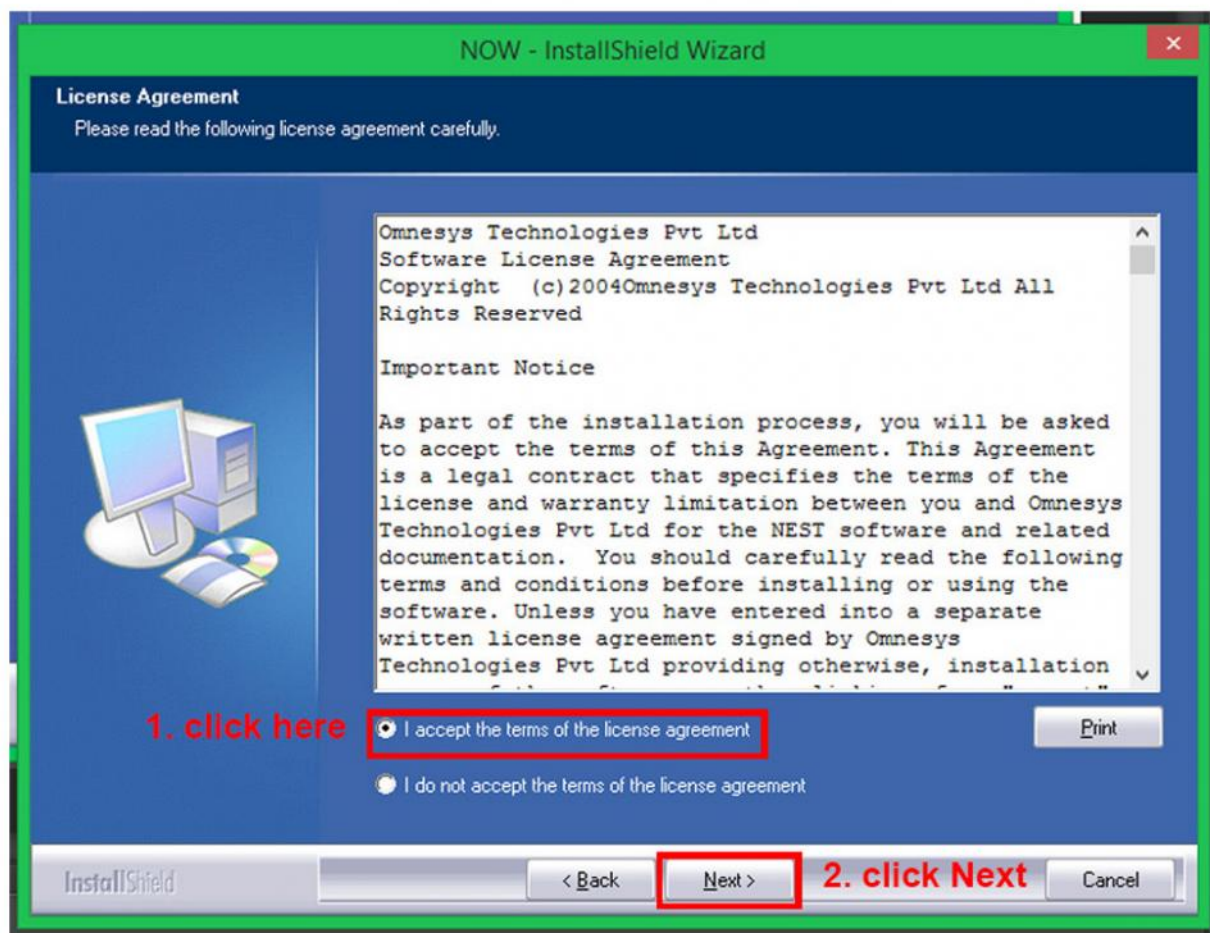 NOW - InstallShield Wizard
License Agreement
Please read the following license agreement carefully.
Omnesys Technologies Pvt Ltd
Software License Agreement
Copyright (c)2004Omnesys Technologies Pvt Ltd All
Rights Reserved
Important Notice
As part of the installation process, you will be asked
to accept the terms of this Agreement. This Agreement
is a legal contract that specifies the terms of the
license and warranty limitation between you and Omnesys
Technologies Pvt Ltd for the NEST software and related
documentation. You should carefully read the following
terms and conditions before installing or using the
software. Unless you have entered into a separate
written license agreement signed by Omnesys
Technologies Pvt Ltd providing otherwise, installation
1. click here
I accept the terms of the license agreement
Print
I do not accept the terms of the license agreement
InstallShield
< Back
Next >
2. click Next
Cancel